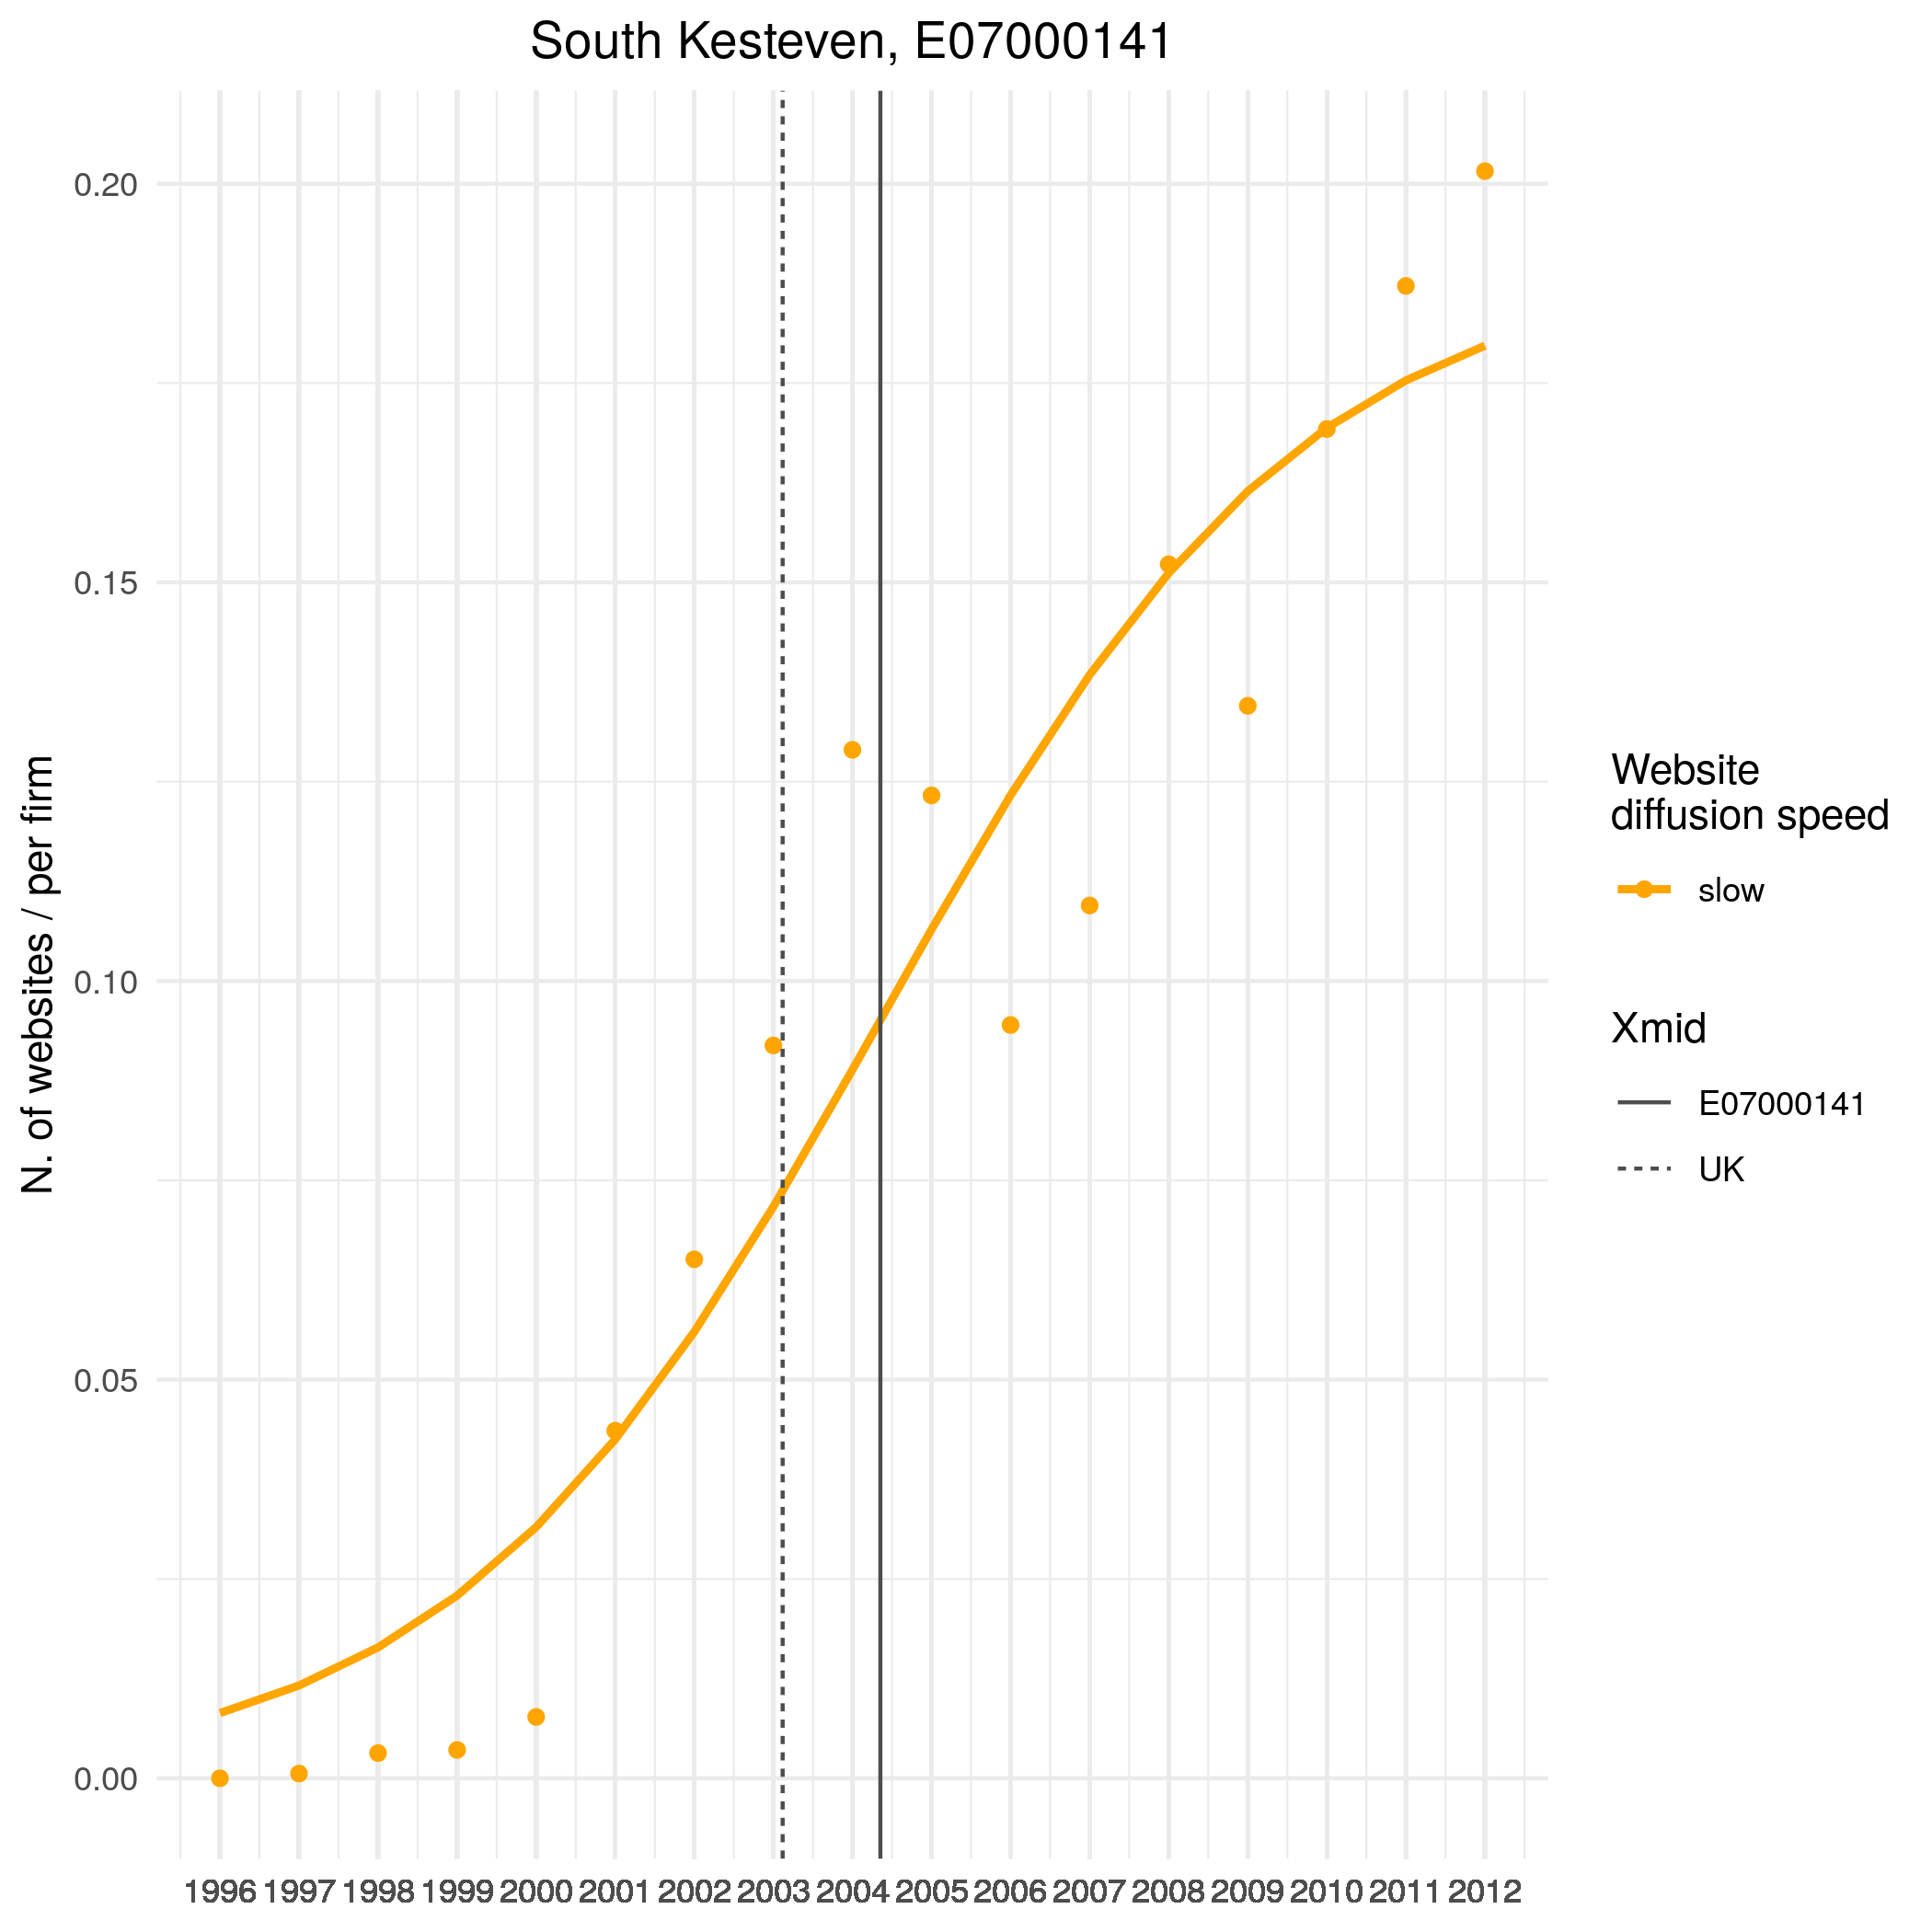 South Kesteven, E07000141
N. of websites / per firm
0.20
0.15
0.10
0.05
0.00
1996 1997 1998 1999 2000 2001 2002 2003 2004 2005 2006 2007 2008 2009 2010 2011 2012
Website
diffusion speed
slow
Xmid
E07000141
UK